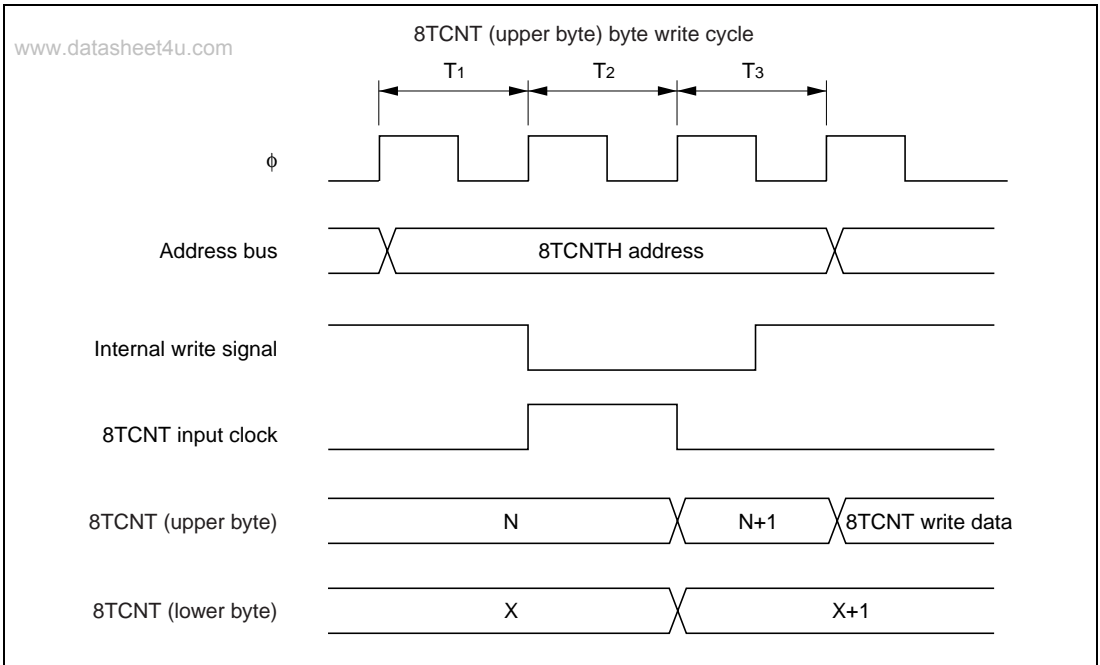 www.datasheet4u.com
8TCNT (upper byte) byte write cycle
T1 T2 T3
ϕ
Address bus 8TCNTH address
Internal write signal
8TCNT input clock
8TCNT (upper byte) N N+1 8TCNT write data
8TCNT (lower byte) X X+1